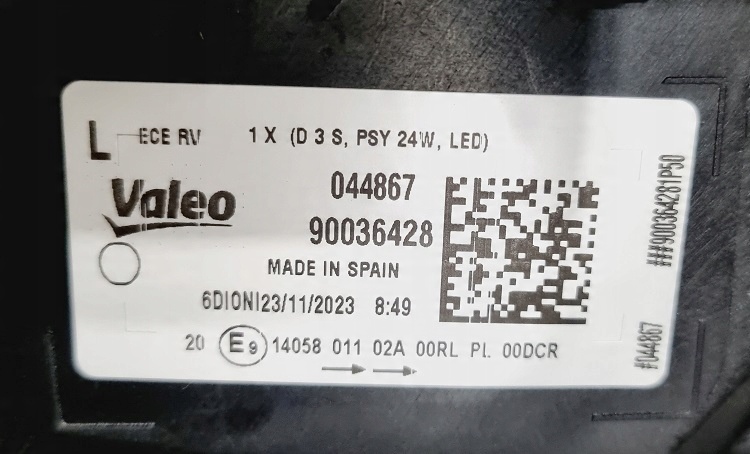 L ECE RV 1 X (D 3 S, PSY 24W, LED)
Valeo
044867
90036428
MADE IN SPAIN
6DIONI23/11/2023 8:49
20 E9 14058 011 02A 00RL PL 00DCR
###900364281P50
#044867